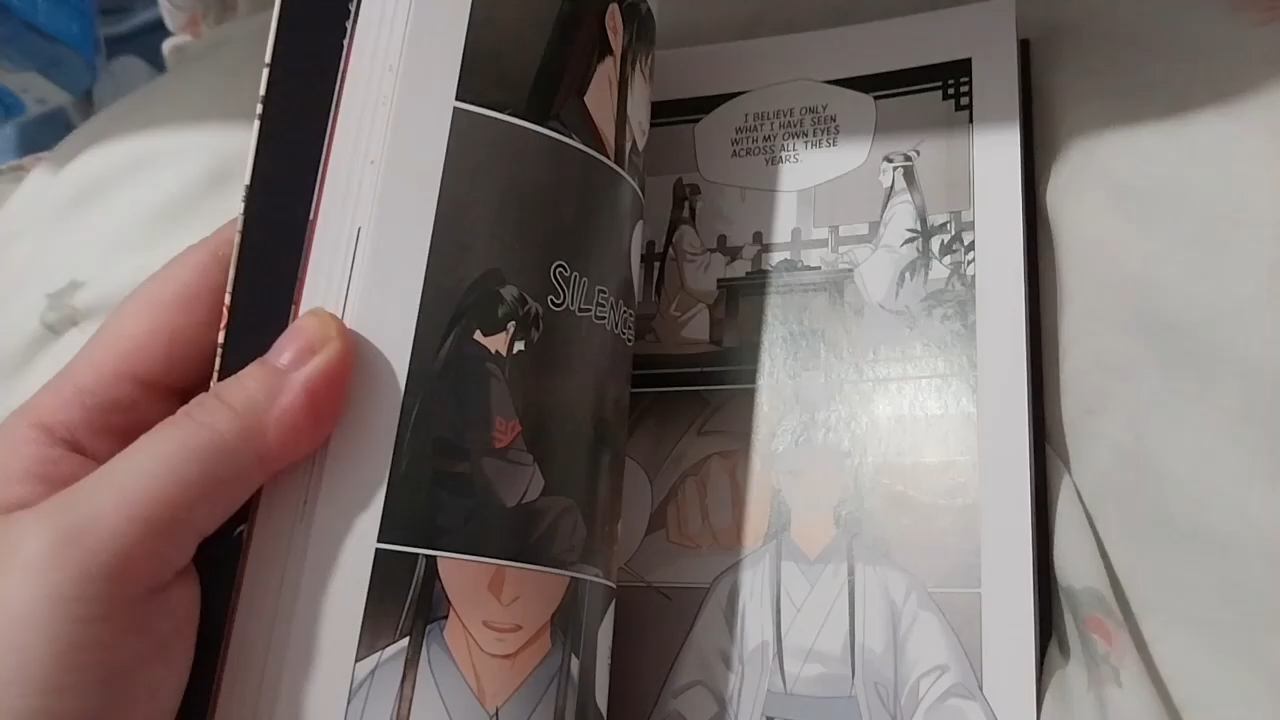 SILENCE
I BELIEVE ONLY
WHAT I HAVE SEEN
WITH MY OWN EYES
ACROSS ALL THESE
YEARS.